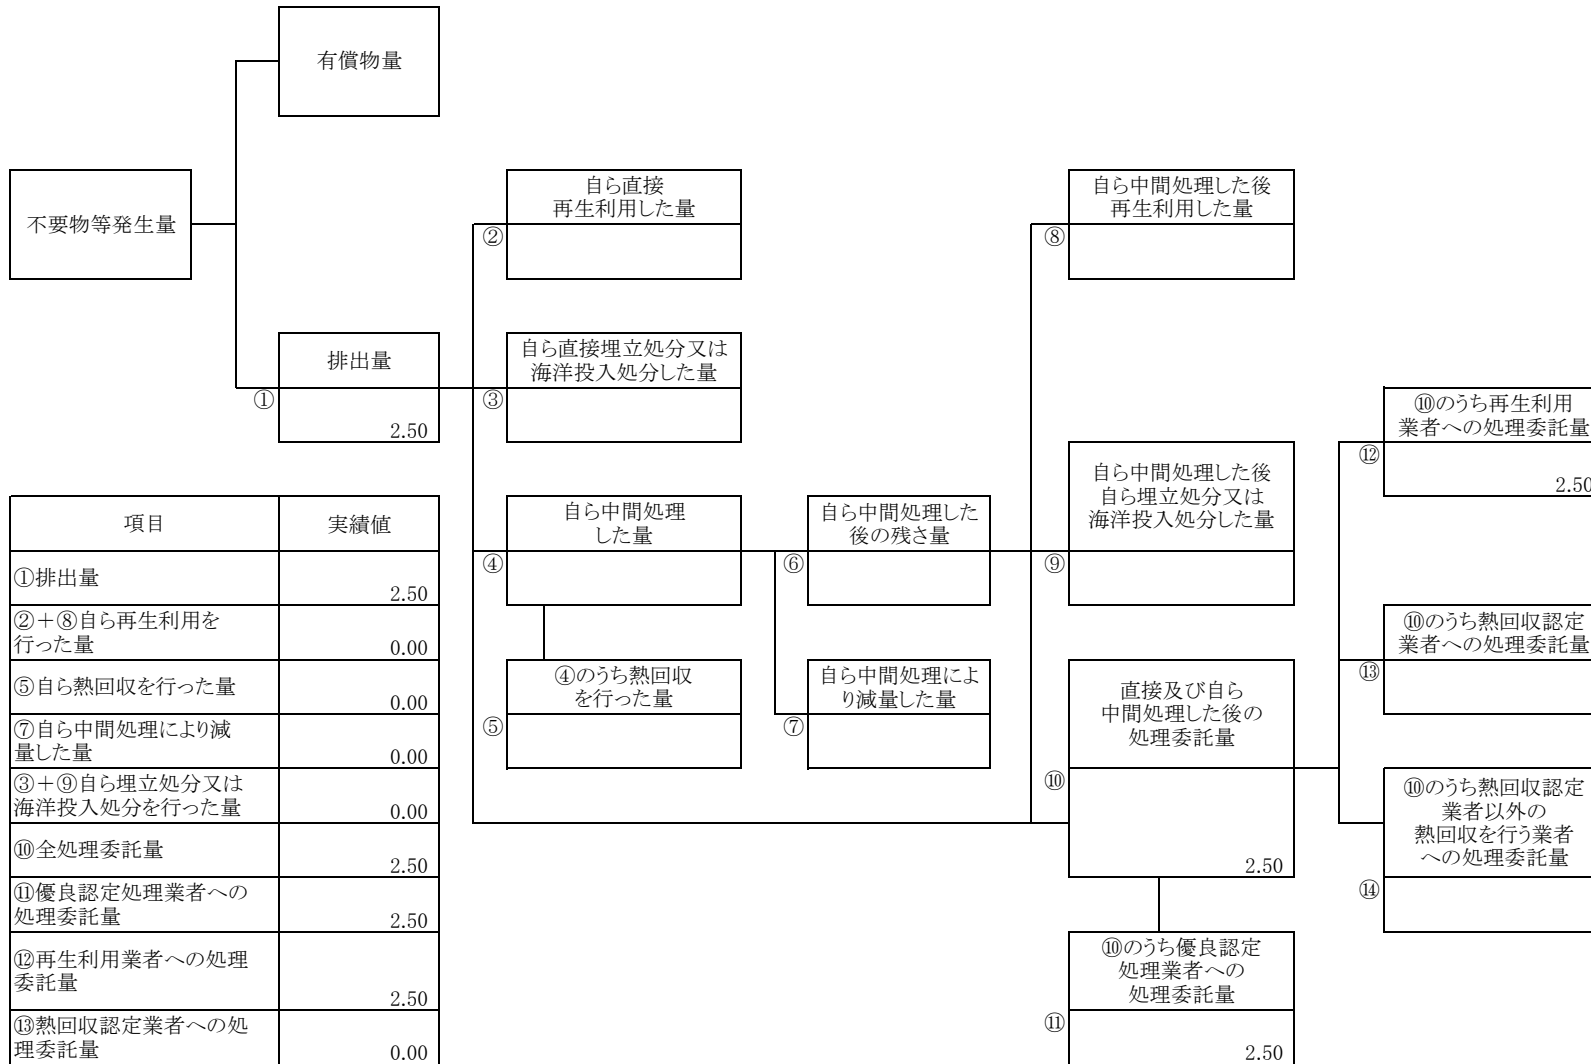 有償物量
不要物等発生量
自ら直接
再生利用した量
②
自ら中間処理した後
再生利用した量
⑧
排出量
①
2.50
自ら直接埋立処分又は
海洋投入処分した量
③
⑩のうち再生利用
業者への処理委託量
⑫
2.50
自ら中間処理した後
自ら埋立処分又は
海洋投入処分した量
⑨
自ら中間処理
した量
④
自ら中間処理した
後の残さ量
⑥
④のうち熱回収
を行った量
⑤
自ら中間処理によ
り減量した量
⑦
直接及び自ら
中間処理した後の
処理委託量
⑩
2.50
⑩のうち熱回収認定
業者への処理委託量
⑬
⑩のうち熱回収認定
業者以外の
熱回収を行う業者
への処理委託量
⑭
⑩のうち優良認定
処理業者への
処理委託量
⑪
2.50
項目 実績値
①排出量 2.50
②＋⑧自ら再生利用を
行った量 0.00
⑤自ら熱回収を行った量 0.00
⑦自ら中間処理により減
量した量 0.00
③＋⑨自ら埋立処分又は
海洋投入処分を行った量 0.00
⑩全処理委託量 2.50
⑪優良認定処理業者への
処理委託量 2.50
⑫再生利用業者への処理
委託量 2.50
⑬熱回収認定業者への処
理委託量 0.00